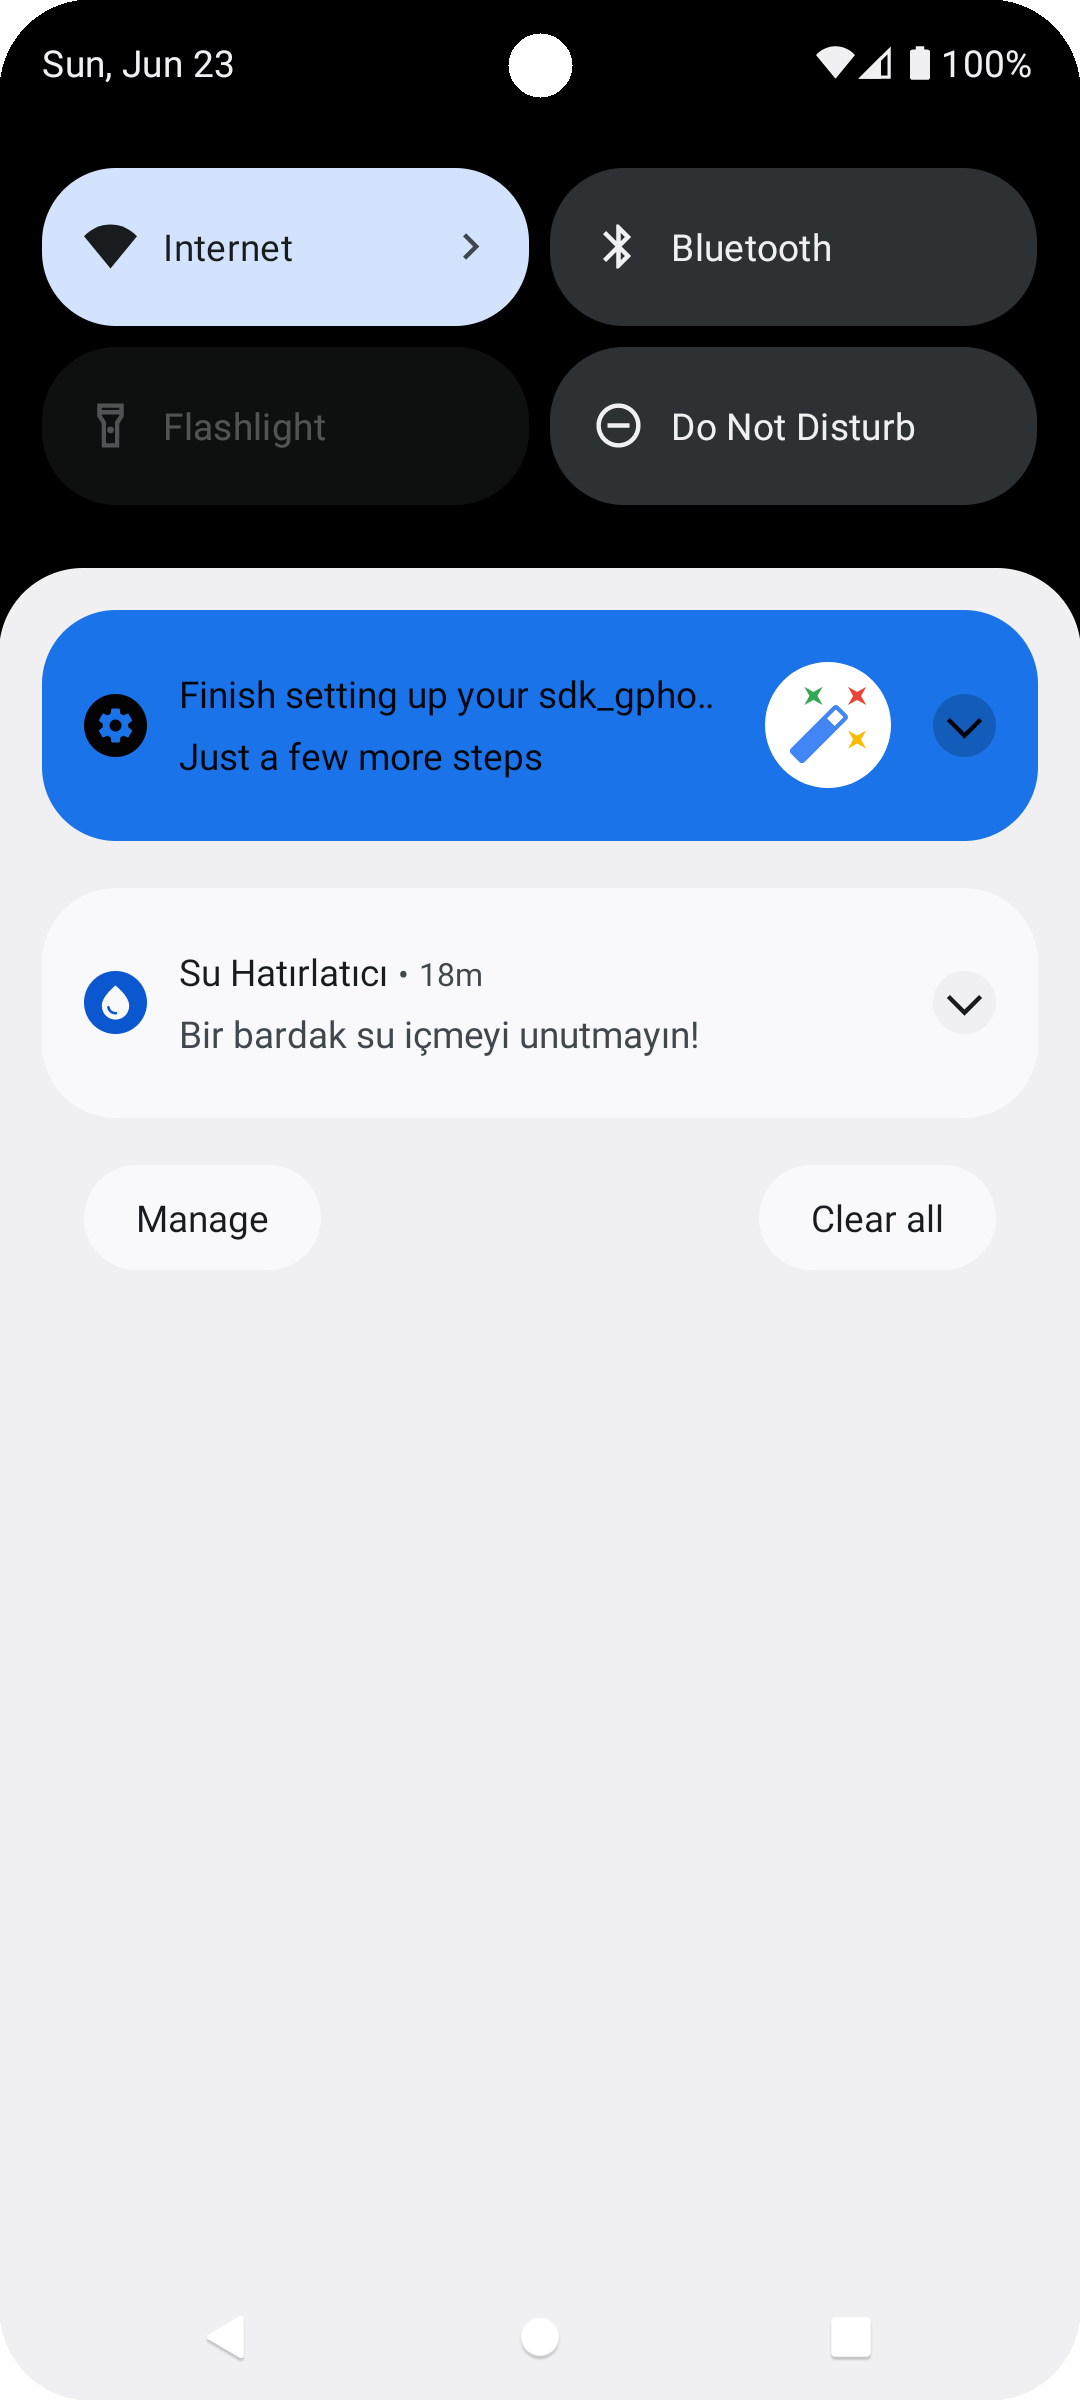 Sun, Jun 23
100%
Internet
Bluetooth
Flashlight
Do Not Disturb
Finish setting up your sdk_gpho..
Just a few more steps
Su Hatırlatıcı • 18m
Bir bardak su içmeyi unutmayın!
Manage
Clear all